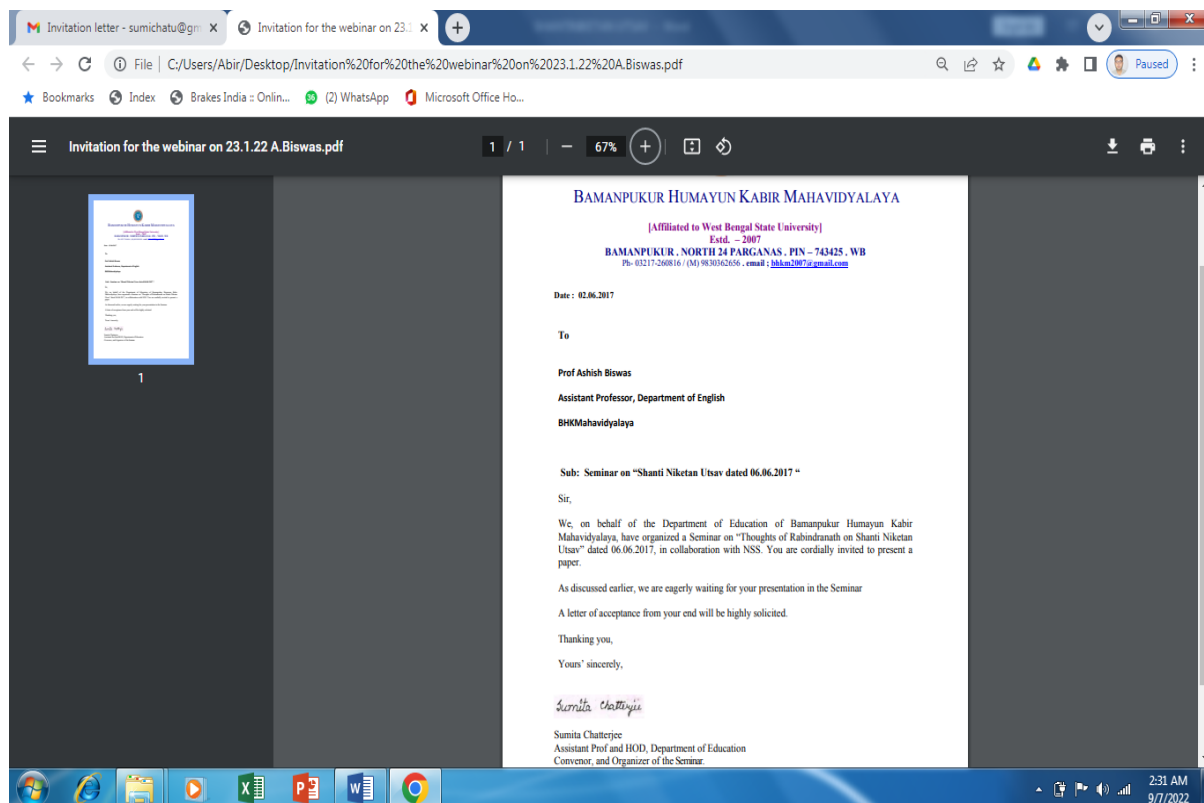 Invitation letter - sumichatu@gm
Invitation for the webinar on 23.1
File C:/Users/Abir/Desktop/Invitation%20for%20the%20webinar%20on%2023.1.22%20A.Biswas.pdf
Paused
Bookmarks Index Brakes India :: Onlin... (2) WhatsApp Microsoft Office Ho...
Invitation for the webinar on 23.1.22 A.Biswas.pdf 1 / 1 67%
1
BAMANPUKUR HUMAYUN KABIR MAHAVIDYALAYA
[Affiliated to West Bengal State University]
Estd. – 2007
BAMANPUKUR . NORTH 24 PARGANAS . PIN – 743425 . WB
Ph- 03217-260816 / (M) 9830362656 . email ; bhkm2007@gmail.com
Date : 02.06.2017
To
Prof Ashish Biswas
Assistant Professor, Department of English
BHKMahavidyalaya
Sub: Seminar on “Shanti Niketan Utsav dated 06.06.2017 “
Sir,
We, on behalf of the Department of Education of Bamanpukur Humayun Kabir
Mahavidyalaya, have organized a Seminar on “Thoughts of Rabindranath on Shanti Niketan
Utsav” dated 06.06.2017, in collaboration with NSS. You are cordially invited to present a
paper.
As discussed earlier, we are eagerly waiting for your presentation in the Seminar
A letter of acceptance from your end will be highly solicited.
Thanking you,
Yours’ sincerely,
Sumita Chatterjee
Sumita Chatterjee
Assistant Prof and HOD, Department of Education
Convenor, and Organizer of the Seminar.
2:31 AM
9/7/2022